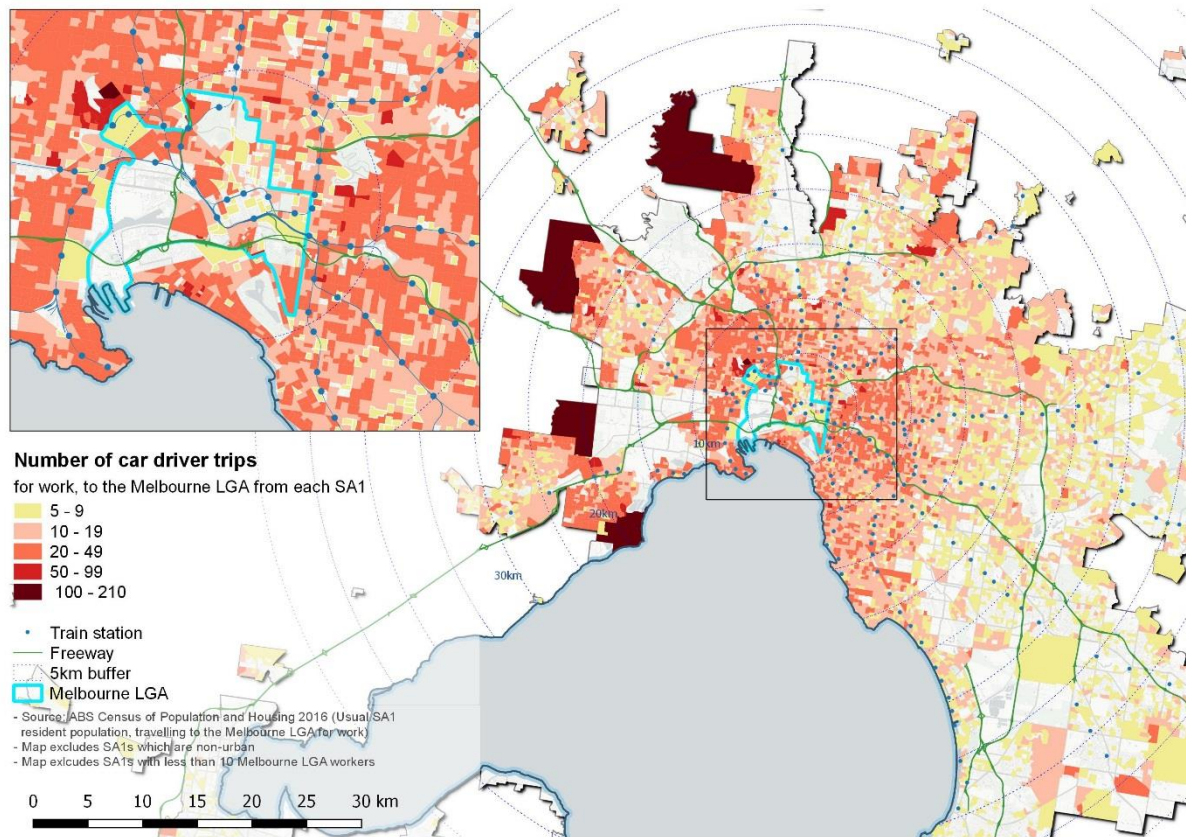 Number of car driver trips
for work, to the Melbourne LGA from each SA1
5 - 9
10 - 19
20 - 49
50 - 99
100 - 210
Train station
Freeway
5km buffer
Melbourne LGA
- Source: ABS Census of Population and Housing 2016 (Usual SA1
resident population, travelling to the Melbourne LGA for work)
- Map excludes SA1s which are non-urban
- Map exlcudes SA1s with less than 10 Melbourne LGA workers
0 5 10 15 20 25 30 km
10km
20km
30km